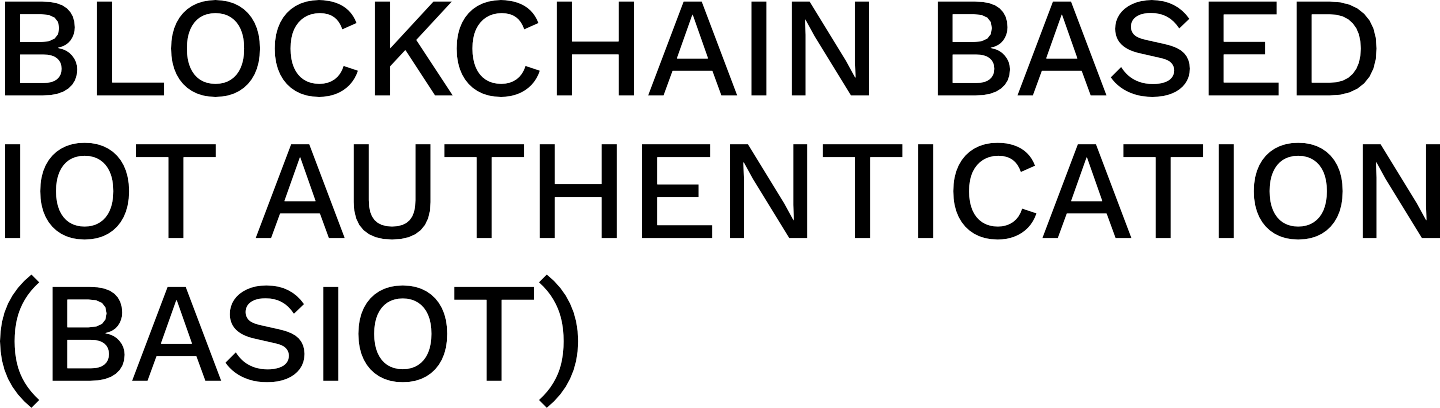 BLOCKCHAIN BASED
IOT AUTHENTICATION
(BASIOT)